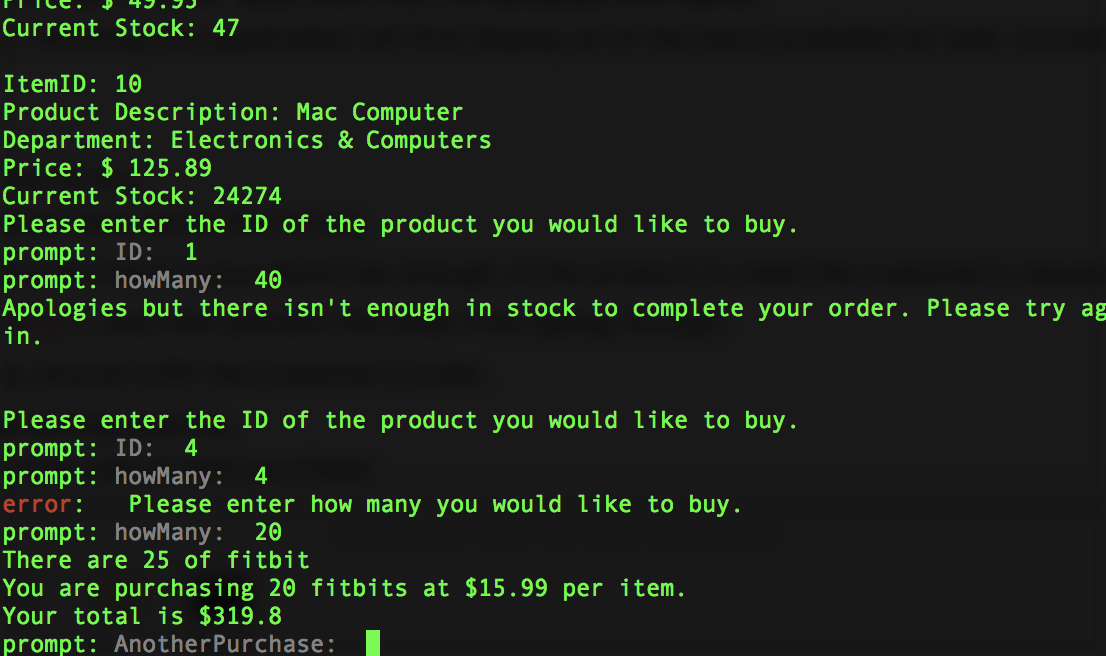 Price: $ 49.95
Current Stock: 47
ItemID: 10
Product Description: Mac Computer
Department: Electronics & Computers
Price: $ 125.89
Current Stock: 24274
Please enter the ID of the product you would like to buy.
prompt: ID:  1
prompt: howMany:  40
Apologies but there isn't enough in stock to complete your order. Please try ag
in.
Please enter the ID of the product you would like to buy.
prompt: ID:  4
prompt: howMany:  4
error:   Please enter how many you would like to buy.
prompt: howMany:  20
There are 25 of fitbit
You are purchasing 20 fitbits at $15.99 per item.
Your total is $319.8
prompt: AnotherPurchase: